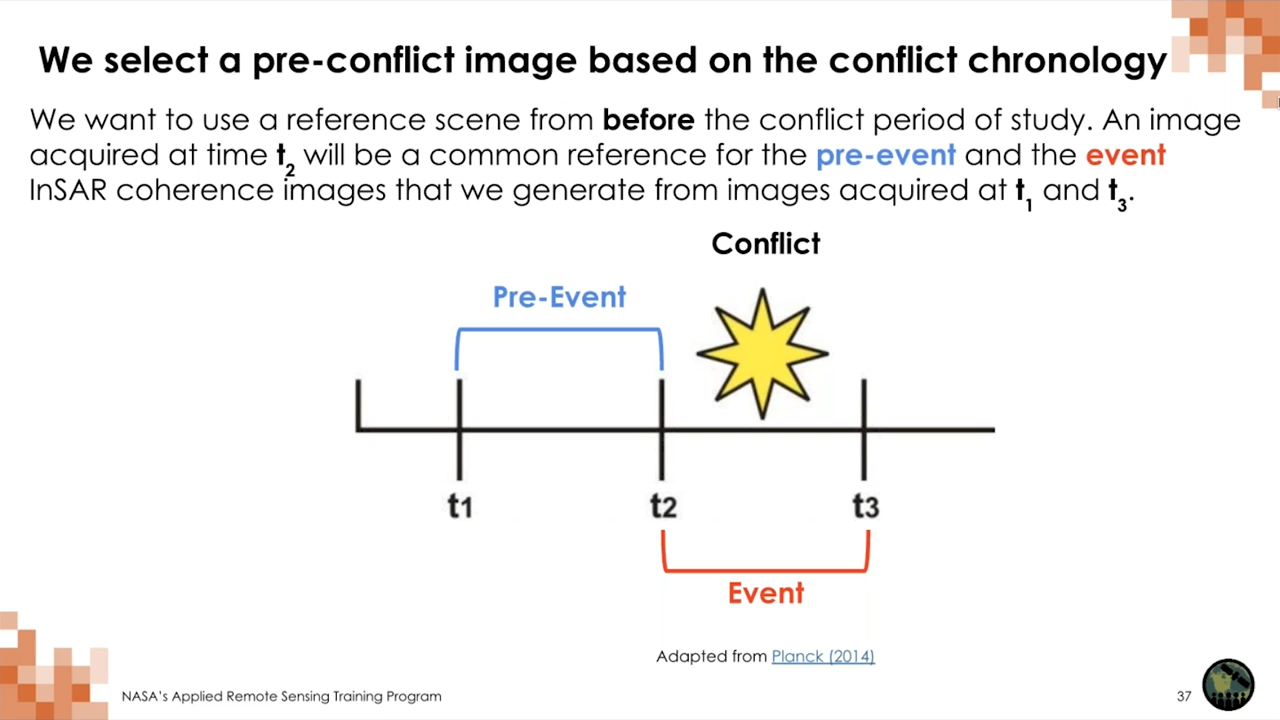 We select a pre-conflict image based on the conflict chronology
We want to use a reference scene from before the conflict period of study. An image
acquired at time t2 will be a common reference for the pre-event and the event
InSAR coherence images that we generate from images acquired at t1 and t3.
Conflict
Pre-Event
t1
t2
t3
Event
Adapted from Planck (2014)
NASA's Applied Remote Sensing Training Program
37